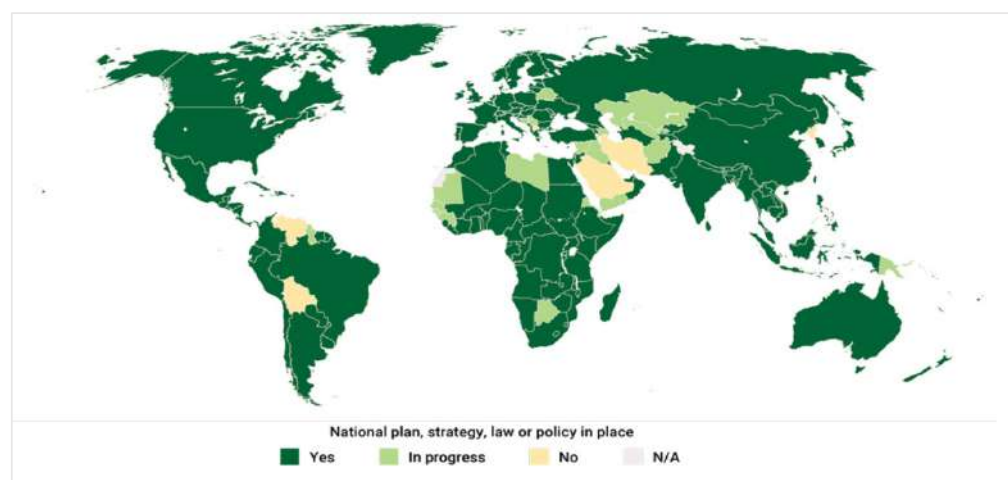 National plan, strategy, law or policy in place
Yes In progress No N/A